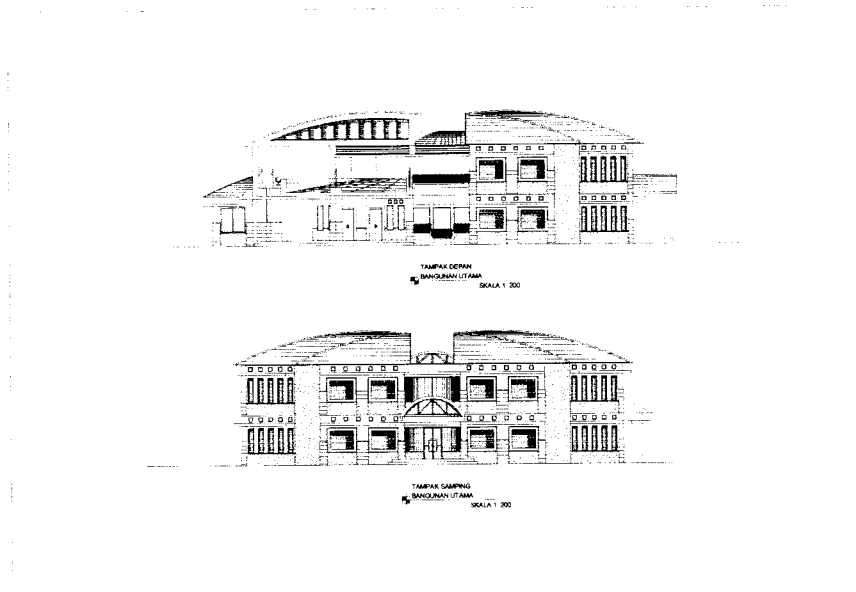 TAMPAK DEPAN
BANGUNAN UTAMA
SKALA 1 200
TAMPAK SAMPING
BANGUNAN UTAMA
SKALA 1 200